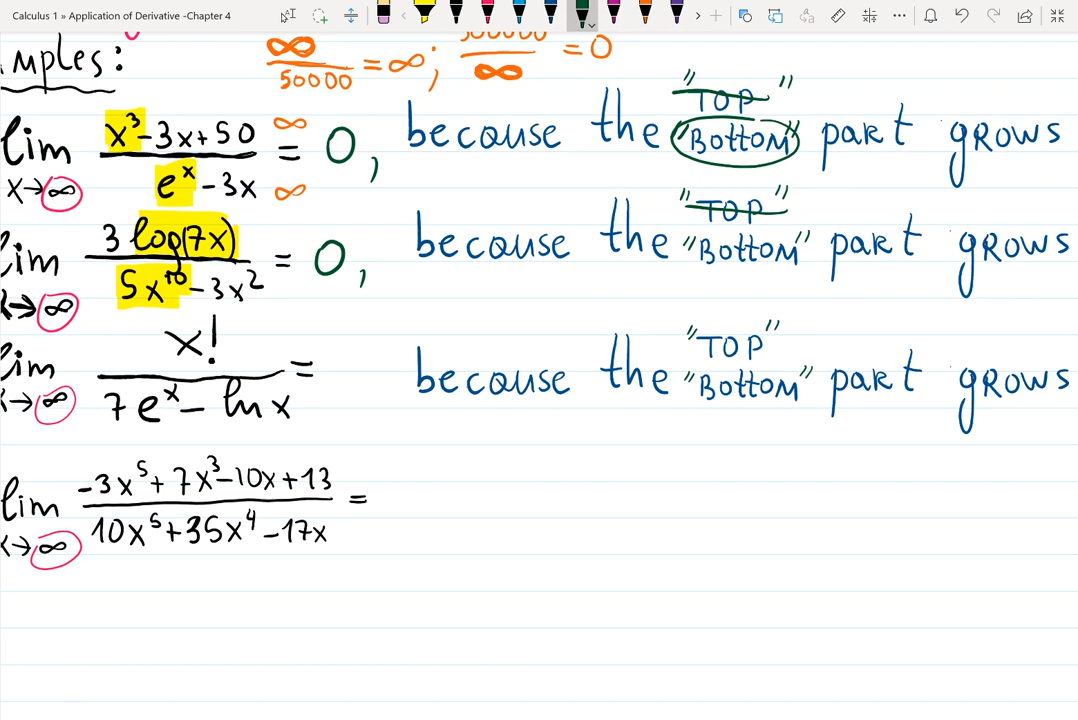 Calculus 1 » Application of Derivative -Chapter 4
mples:
∞/50000 = ∞; 500000/∞ = 0
lim x→∞ (x³ - 3x + 50)/(eˣ - 3x) ∞ = ∞ 0, because the "TOP" "Bottom" part grows
lim x→∞ 3 log(7x)/(5x¹⁰ - 3x²) = 0, because the "TOP" "Bottom" part grows
lim x→∞ x!/(7eˣ - ln x) = because the "TOP" "Bottom" part grows
lim x→∞ (-3x⁵ + 7x³ - 10x + 13)/(10x⁵ + 35x⁴ - 17x) =